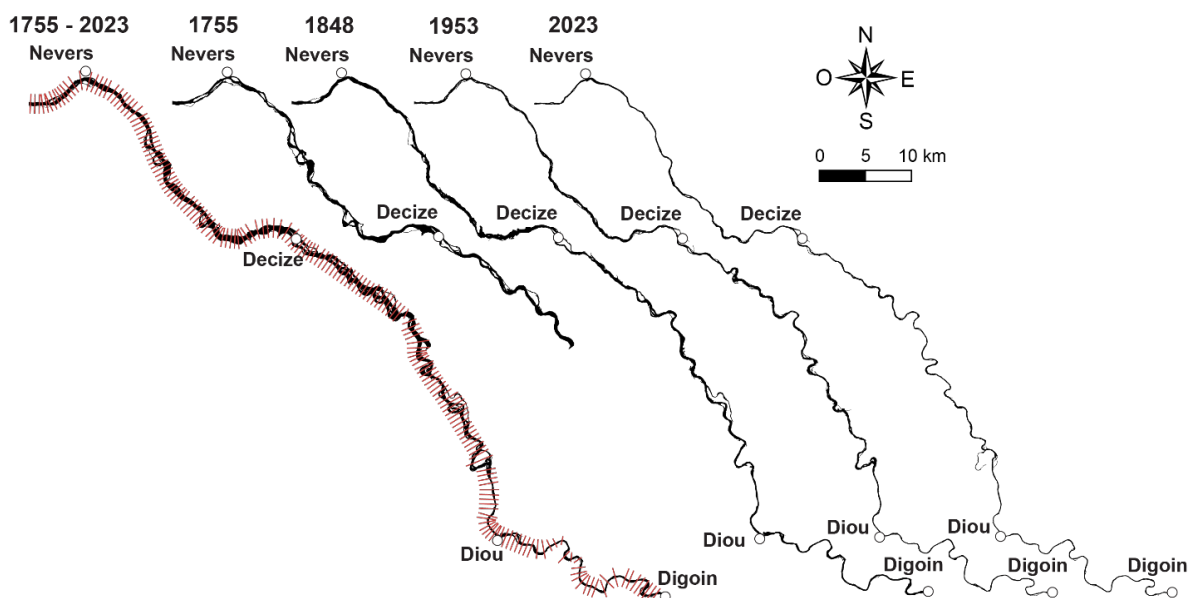 1755 - 2023 1755 1848 1953 2023
Nevers Nevers Nevers Nevers Nevers
N
O E
S
0 5 10 km
Decize Decize Decize Decize
Decize
Diou Diou Diou
Diou
Digoin Digoin Digoin
Digoin